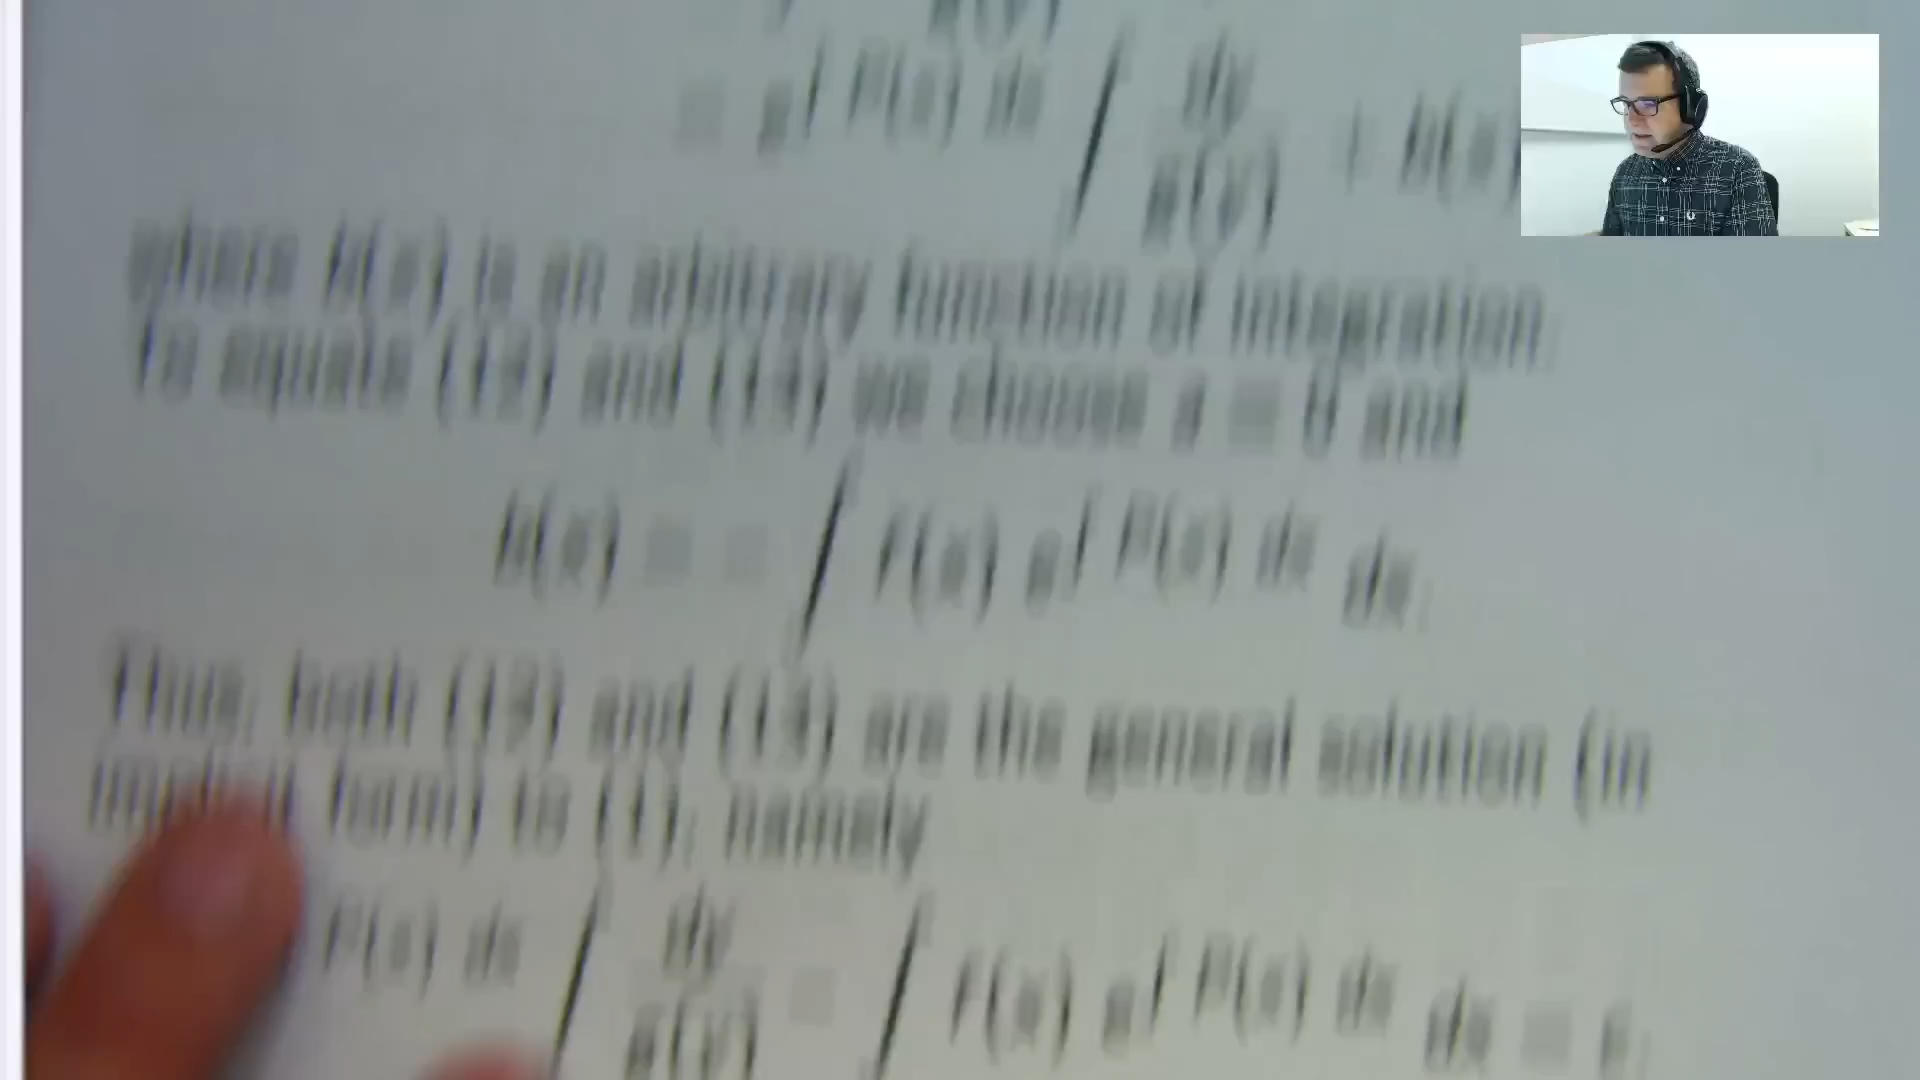 = e^{∫ P(x) dx} ∫ dy/g(y) + h(x)
where h(x) is an arbitrary function of integration.
To equate (12) and (13) we choose = 0 and
h(x) = − ∫ f(x) e^{∫ P(x) dx} dx.
Thus, both (12) and (13) are the general solution (in
implicit form) to (1), namely
P(x) dx ∫ dy/g(y) − ∫ f(x) e^{∫ P(x) dx} dx =